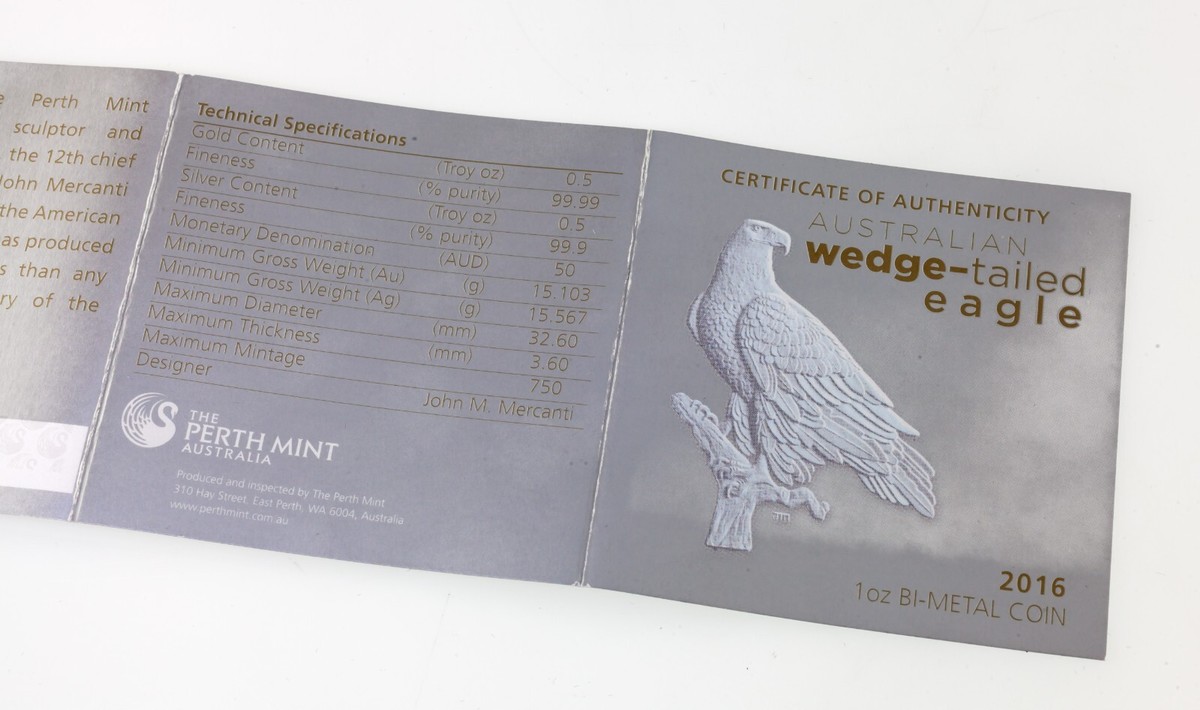 e Perth Mint
sculptor and
the 12th chief
John Mercanti
the American
as produced
s than any
ry of the
Technical Specifications
Gold Content (Troy oz) 0.5
Fineness (% purity) 99.99
Silver Content (Troy oz) 0.5
Fineness (% purity) 99.9
Monetary Denomination (AUD) 50
Minimum Gross Weight (Au) (g) 15.103
Minimum Gross Weight (Ag) (g) 15.567
Maximum Diameter (mm) 32.60
Maximum Thickness (mm) 3.60
Maximum Mintage 750
Designer John M. Mercanti
THE
PERTH MINT
AUSTRALIA
Produced and inspected by The Perth Mint
310 Hay Street, East Perth, WA 6004, Australia
www.perthmint.com.au
CERTIFICATE OF AUTHENTICITY
AUSTRALIAN
wedge-tailed
eagle
2016
1oz BI-METAL COIN